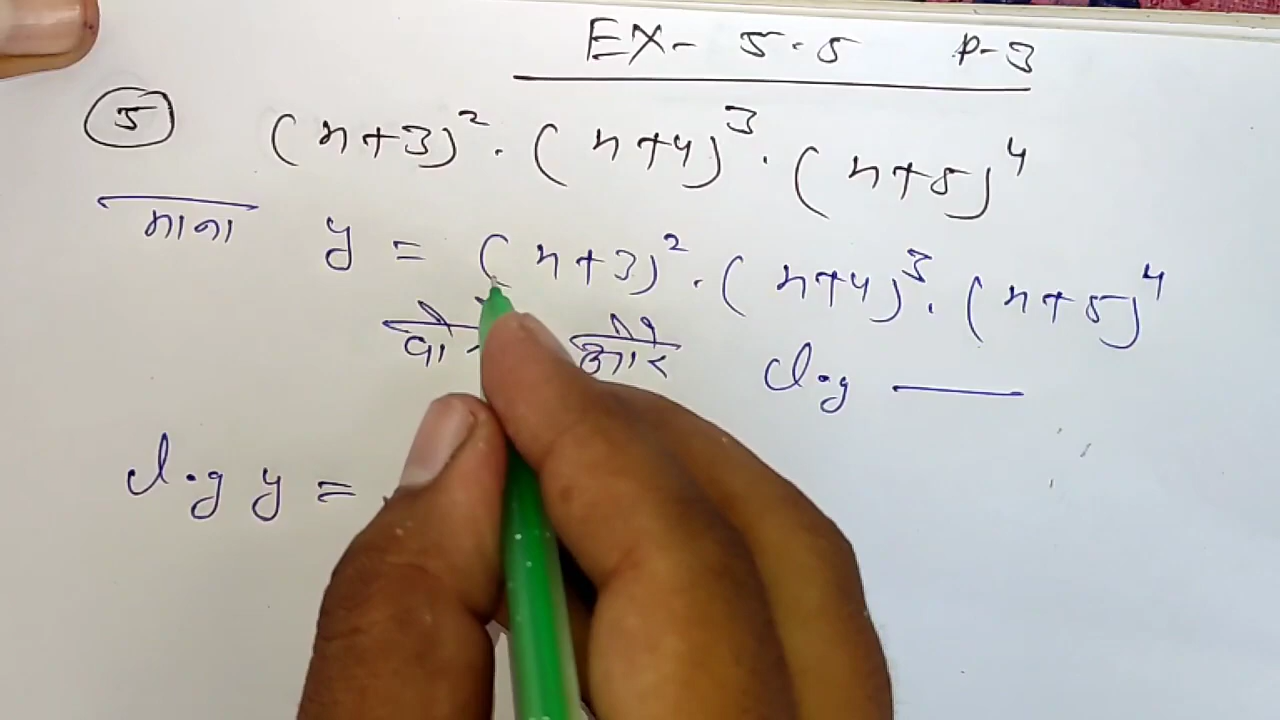 EX- 5.5 P-3
⑤ (x+3)². (x+4)³. (x+5)⁴
माना y = (x+3)². (x+4)³. (x+5)⁴
दोनों ओर log ———
log y =